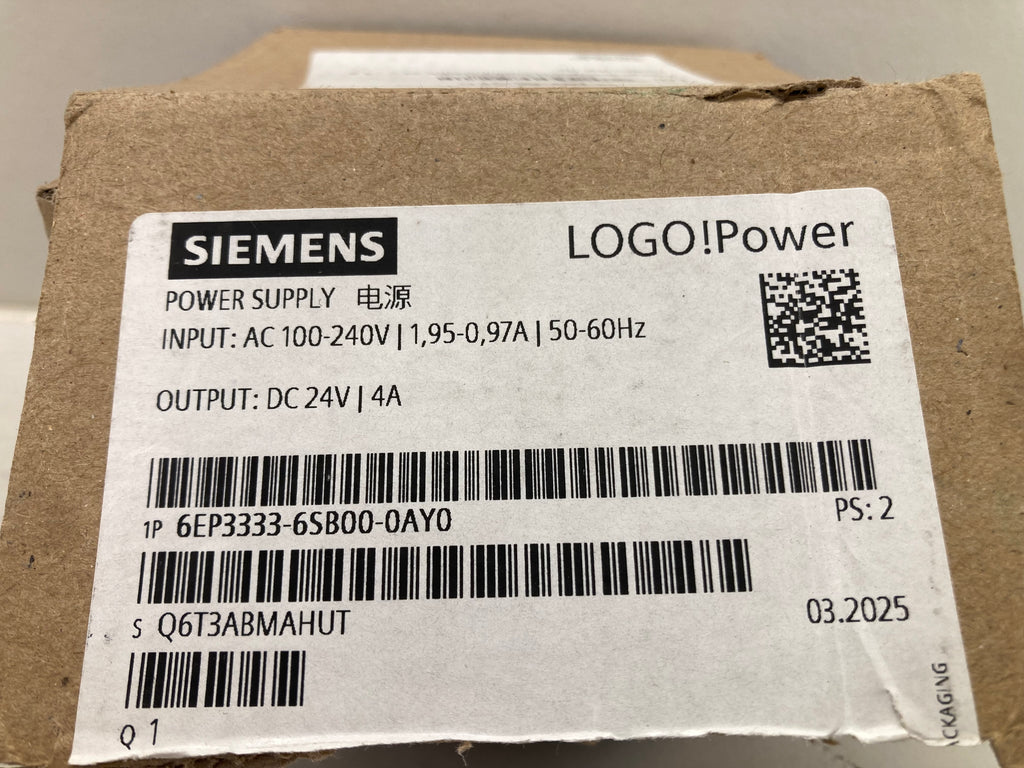 SIEMENS
LOGO!Power
POWER SUPPLY 电源
INPUT: AC 100-240V | 1,95-0,97A | 50-60Hz
OUTPUT: DC 24V | 4A
1P 6EP3333-6SB00-0AY0
PS: 2
S Q6T3ABMAHUT
03.2025
Q 1